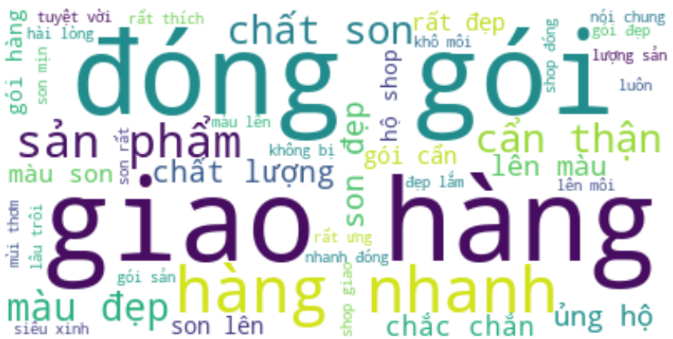 tuyệt vời
rất thích
hài lòng
gói hàng
son mịn
đóng gói
chất son
rất đẹp
khô môi
nói chung
gói đẹp
lượng sản
luôn
shop đóng
hộ shop
sản phẩm
màu lên
son rất
không bị
son đẹp
gói cẩn
cẩn thận
màu son
chất lượng
lên màu
đẹp lắm
lên môi
mùi thơm
lâu trôi
giao hàng
rất ưng
nhanh đóng
gói sản
hàng nhanh
shop giao
màu đẹp
siêu xinh
son lên
chắc chắn
ủng hộ